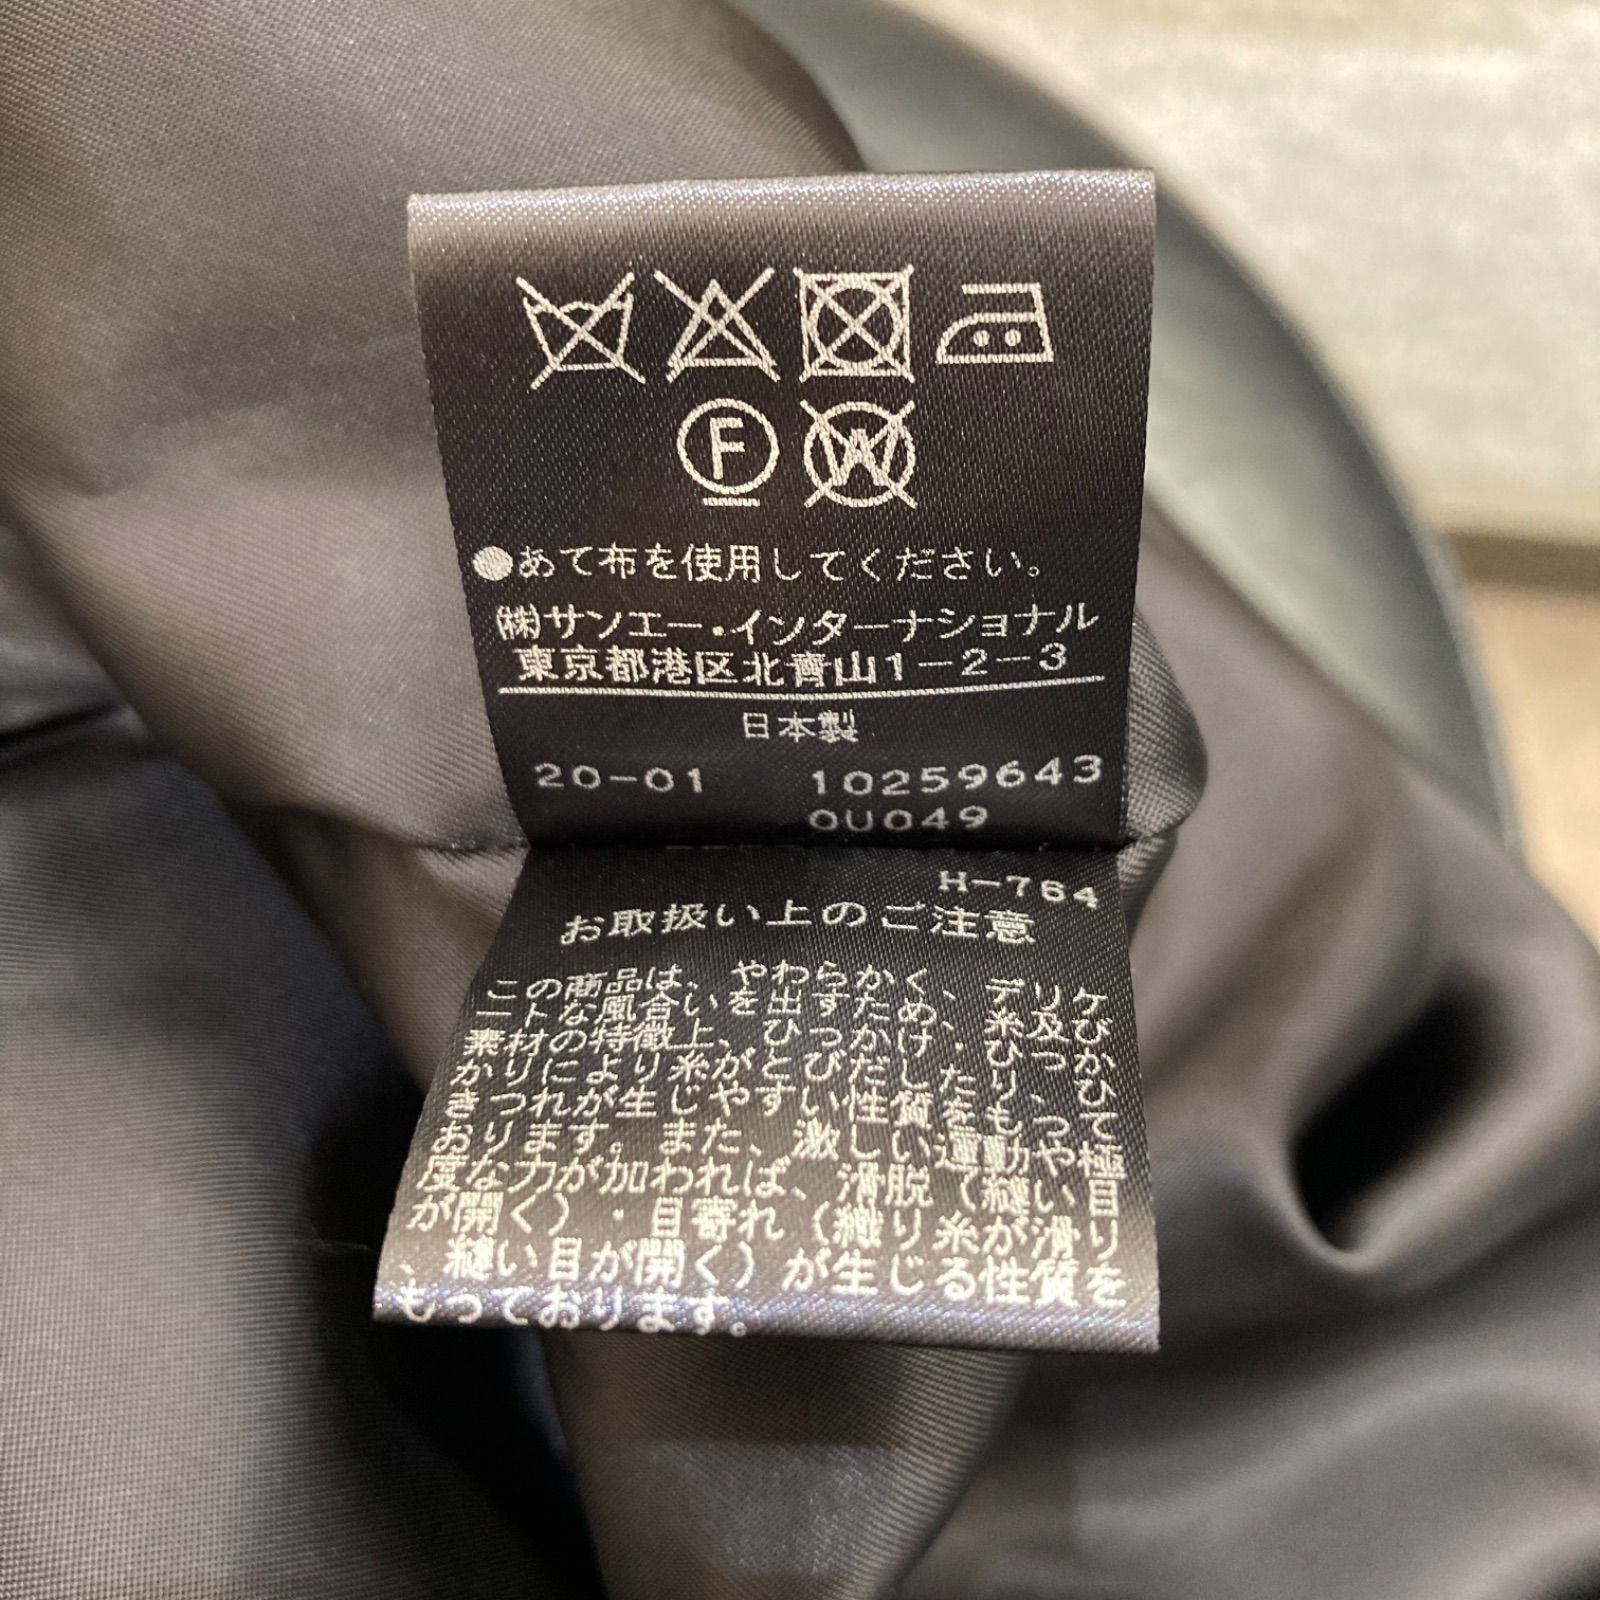 F W
●あて布を使用してください。
㈱サンエー・インターナショナル
東京都港区北青山1-2-3
日本製
20-01 10259643
0U049
H-764
お取扱い上のご注意
この商品は、やわらかく、デリケ
ートな風合いを出すため、糸及び
素材の特徴上、ひっかけ・ひっか
かりにより糸がとびだしたり、ひ
きつれが生じやすい性質をもって
おります。また、激しい運動や極
度な力が加われば、滑脱(縫い目
が開く)・目寄れ(織り糸が滑り
、縫い目が開く)が生じる性質を
もっております。